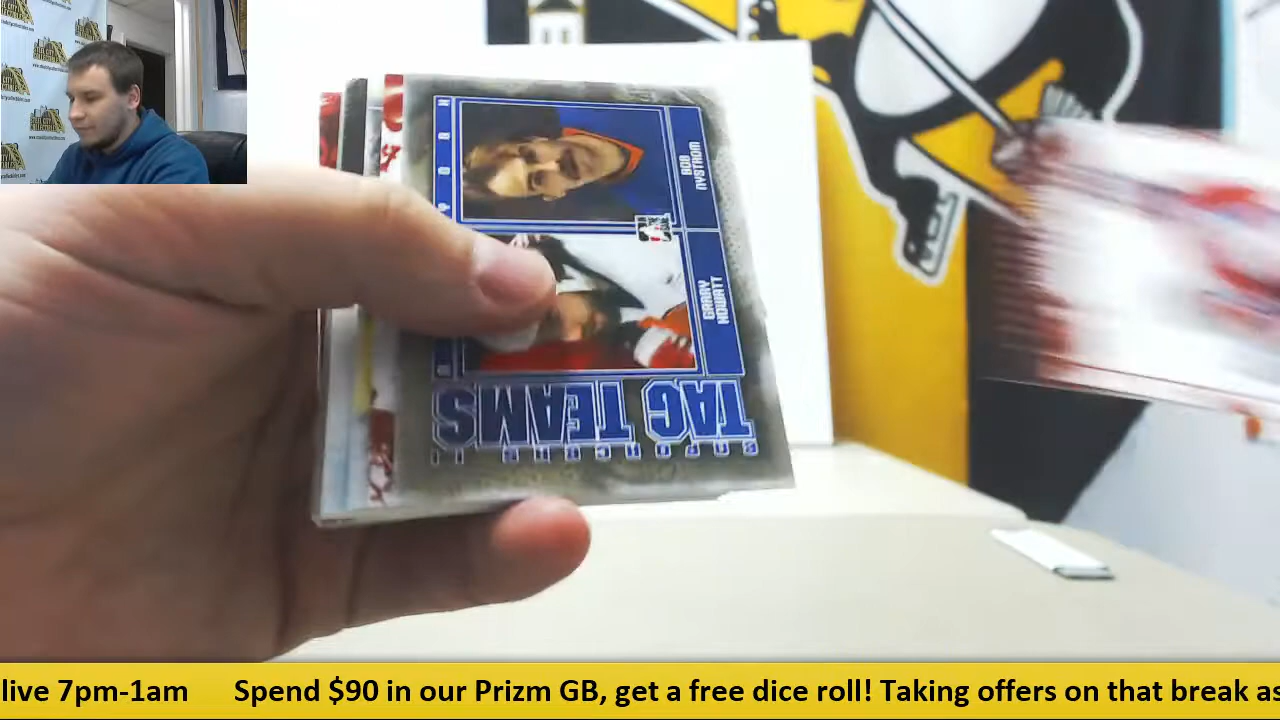 BOB
NYSTROM
GARRY
HOWATT
TAG TEAMS
live 7pm-1am Spend $90 in our Prizm GB, get a free dice roll! Taking offers on that break as